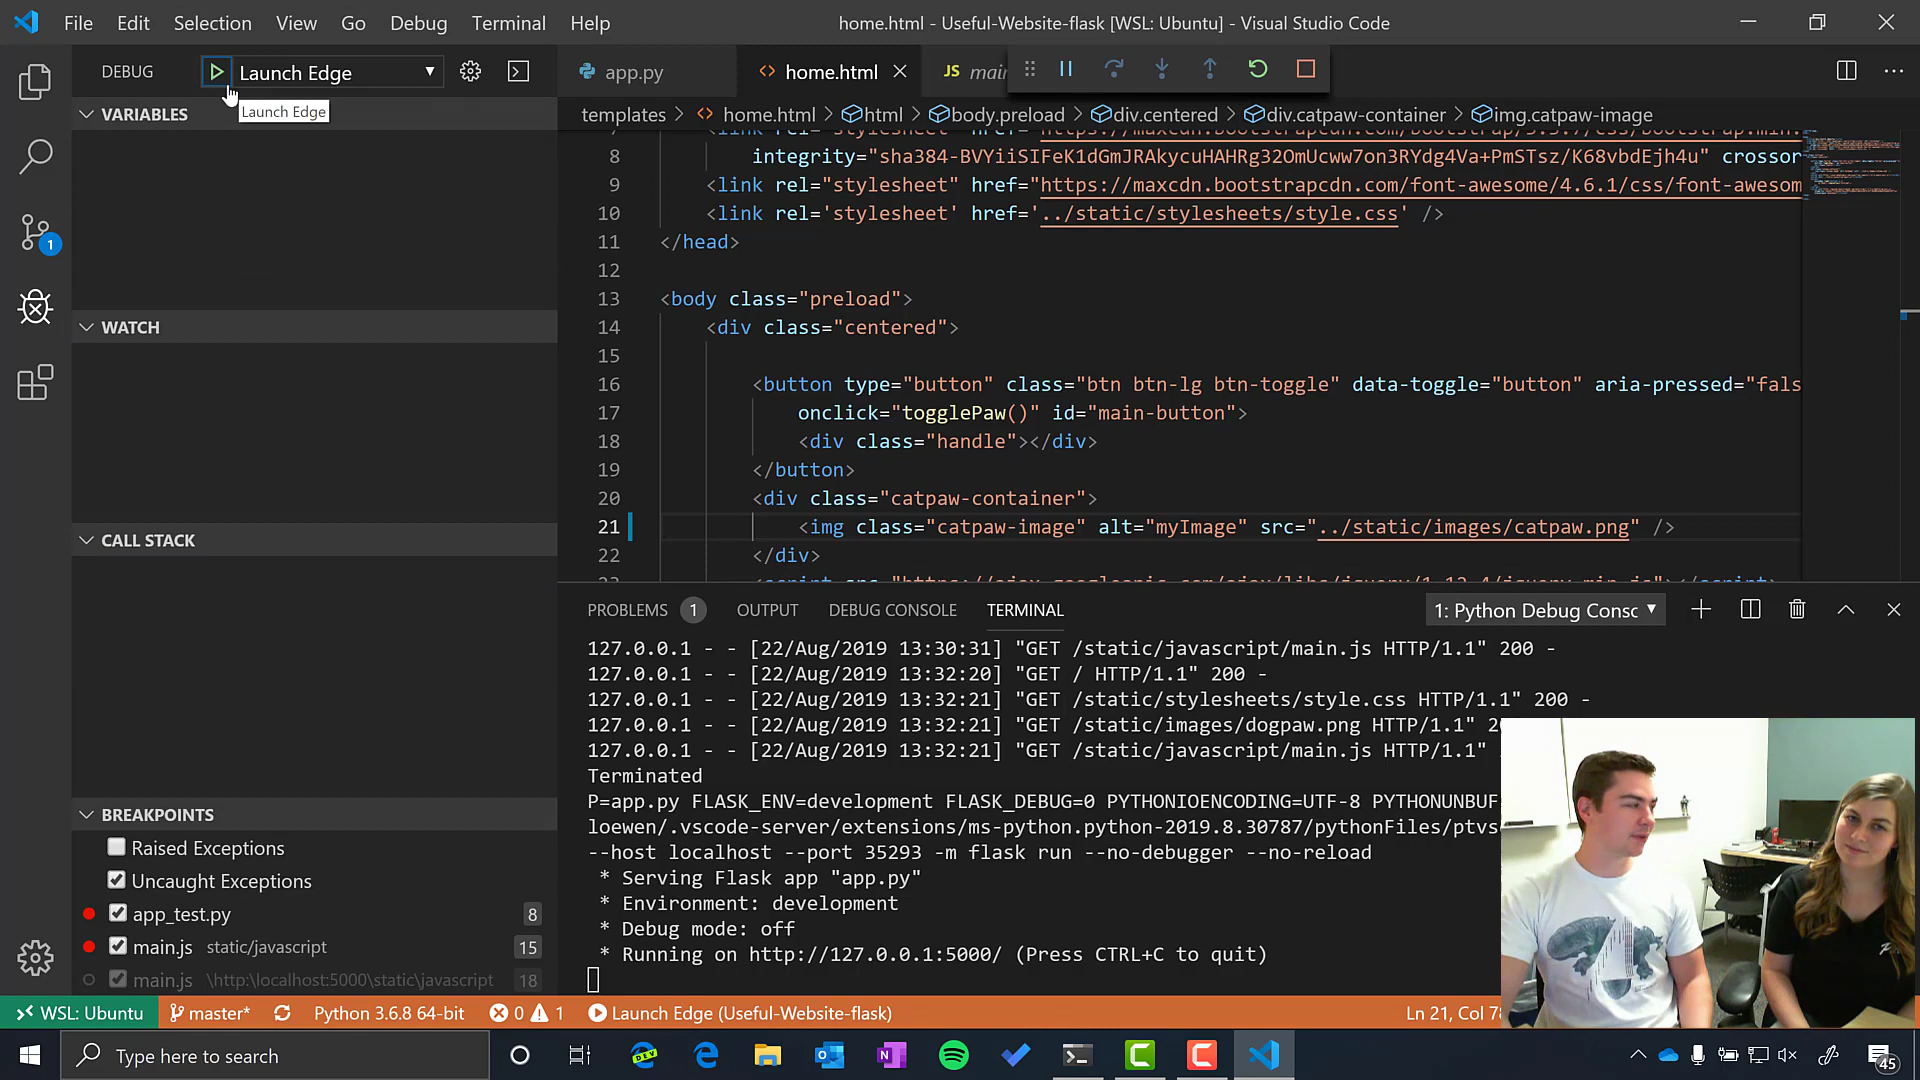 File Edit Selection View Go Debug Terminal Help
home.html - Useful-Website-flask [WSL: Ubuntu] - Visual Studio Code
DEBUG Launch Edge
Launch Edge
VARIABLES
WATCH
CALL STACK
BREAKPOINTS
Raised Exceptions
Uncaught Exceptions
app_test.py 8
main.js static/javascript 15
main.js \http:\localhost:5000\static\javascript 18
1
app.py home.html JS main
templates > home.html > html > body.preload > div.centered > div.catpaw-container > img.catpaw-image
8 integrity="sha384-BVYiiSIFeK1dGmJRAkycuHAHRg32OmUcww7on3RYdg4Va+PmSTsz/K68vbdEjh4u" crossor
9 <link rel="stylesheet" href="https://maxcdn.bootstrapcdn.com/font-awesome/4.6.1/css/font-awesom
10 <link rel='stylesheet' href='../static/stylesheets/style.css' />
11 </head>
12
13 <body class="preload">
14 <div class="centered">
15
16 <button type="button" class="btn btn-lg btn-toggle" data-toggle="button" aria-pressed="fals
17 onclick="togglePaw()" id="main-button">
18 <div class="handle"></div>
19 </button>
20 <div class="catpaw-container">
21 <img class="catpaw-image" alt="myImage" src="../static/images/catpaw.png" />
22 </div>
PROBLEMS 1 OUTPUT DEBUG CONSOLE TERMINAL 1: Python Debug Consc
127.0.0.1 - - [22/Aug/2019 13:30:31] "GET /static/javascript/main.js HTTP/1.1" 200 -
127.0.0.1 - - [22/Aug/2019 13:32:20] "GET / HTTP/1.1" 200 -
127.0.0.1 - - [22/Aug/2019 13:32:21] "GET /static/stylesheets/style.css HTTP/1.1" 200 -
127.0.0.1 - - [22/Aug/2019 13:32:21] "GET /static/images/dogpaw.png HTTP/1.1" 2
127.0.0.1 - - [22/Aug/2019 13:32:21] "GET /static/javascript/main.js HTTP/1.1"
Terminated
P=app.py FLASK_ENV=development FLASK_DEBUG=0 PYTHONIOENCODING=UTF-8 PYTHONUNBUF
loewen/.vscode-server/extensions/ms-python.python-2019.8.30787/pythonFiles/ptvs
--host localhost --port 35293 -m flask run --no-debugger --no-reload
* Serving Flask app "app.py"
* Environment: development
* Debug mode: off
* Running on http://127.0.0.1:5000/ (Press CTRL+C to quit)
WSL: Ubuntu master* Python 3.6.8 64-bit 0 1 Launch Edge (Useful-Website-flask) Ln 21, Col 78
Type here to search
DEV
45